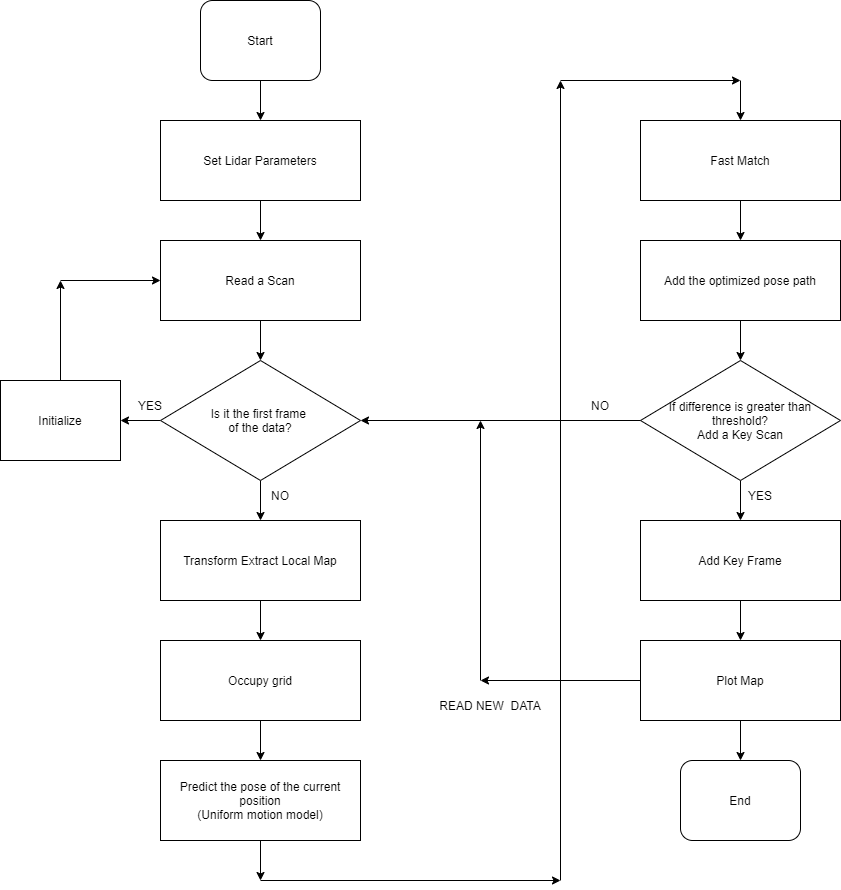 Start
Set Lidar Parameters
Read a Scan
Initialize
YES
Is it the first frame
of the data?
NO
Transform Extract Local Map
Occupy grid
Predict the pose of the current
position
(Uniform motion model)
Fast Match
Add the optimized pose path
NO
If difference is greater than
threshold?
Add a Key Scan
YES
Add Key Frame
Plot Map
READ NEW  DATA
End